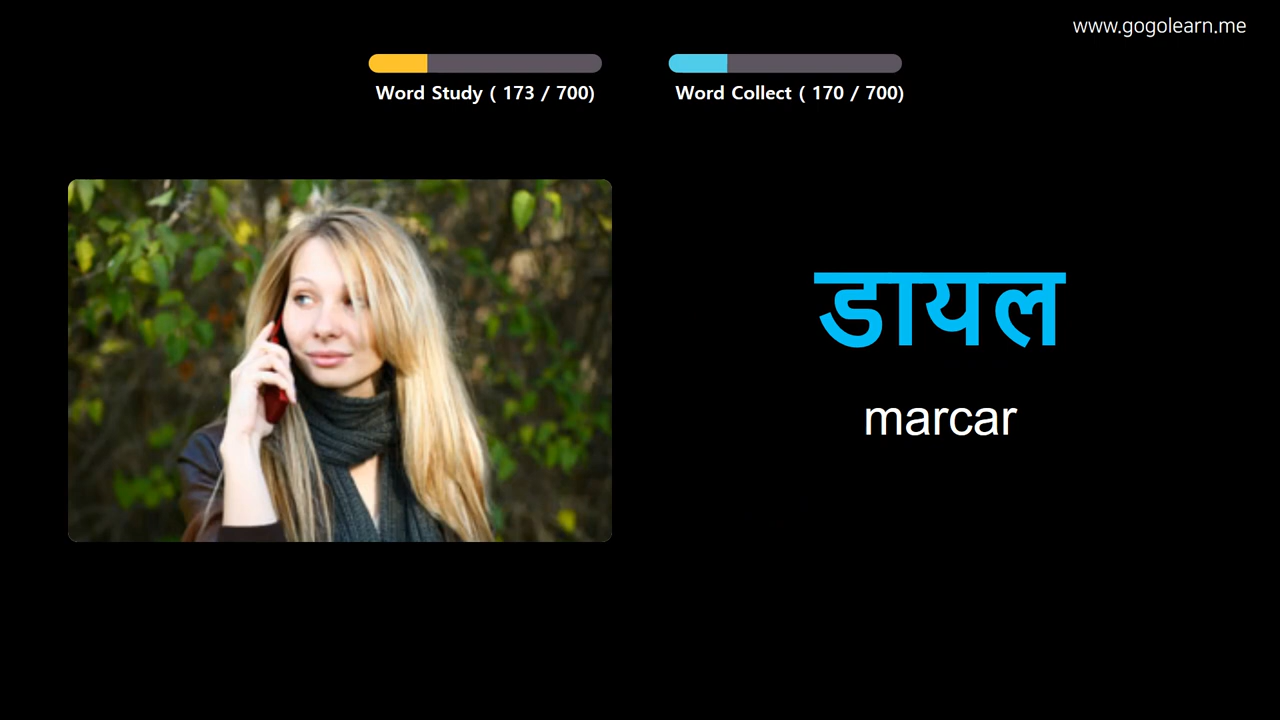 www.gogolearn.me
Word Study ( 173 / 700)
Word Collect ( 170 / 700)
डायल
marcar